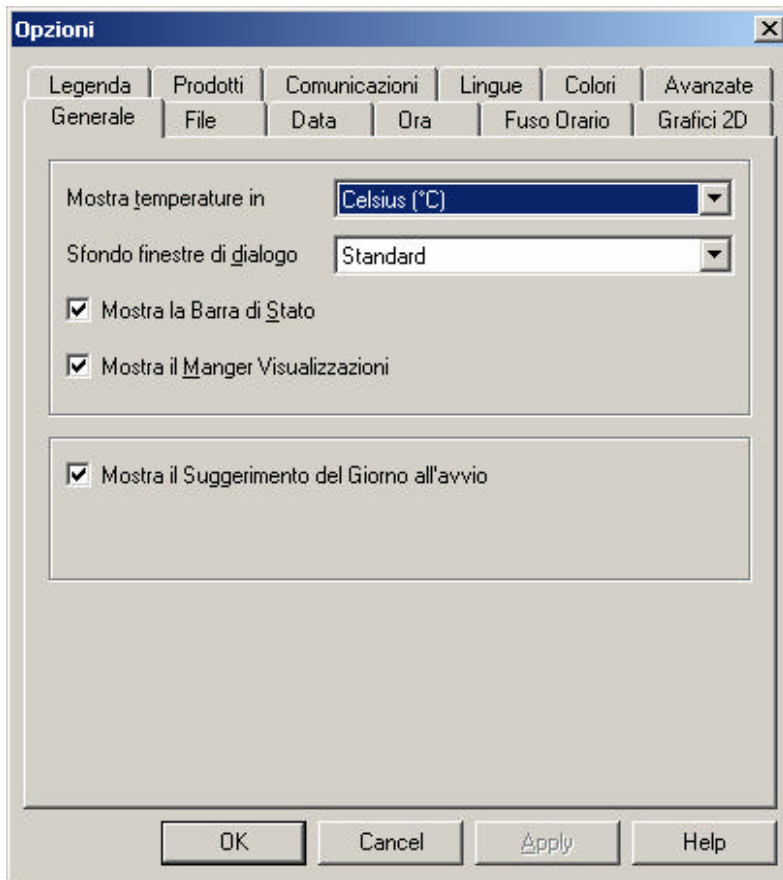 Opzioni
Legenda Prodotti Comunicazioni Lingue Colori Avanzate
Generale File Data Ora Fuso Orario Grafici 2D
Mostra temperature in Celsius (°C)
Sfondo finestre di dialogo Standard
Mostra la Barra di Stato
Mostra il Manger Visualizzazioni
Mostra il Suggerimento del Giorno all'avvio
OK Cancel Apply Help